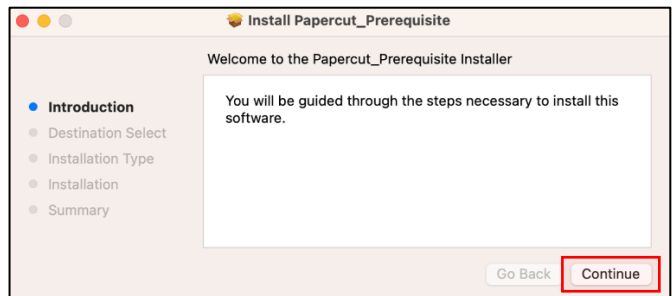 Install Papercut_Prerequisite
Welcome to the Papercut_Prerequisite Installer
Introduction
Destination Select
Installation Type
Installation
Summary
You will be guided through the steps necessary to install this
software.
Go Back
Continue